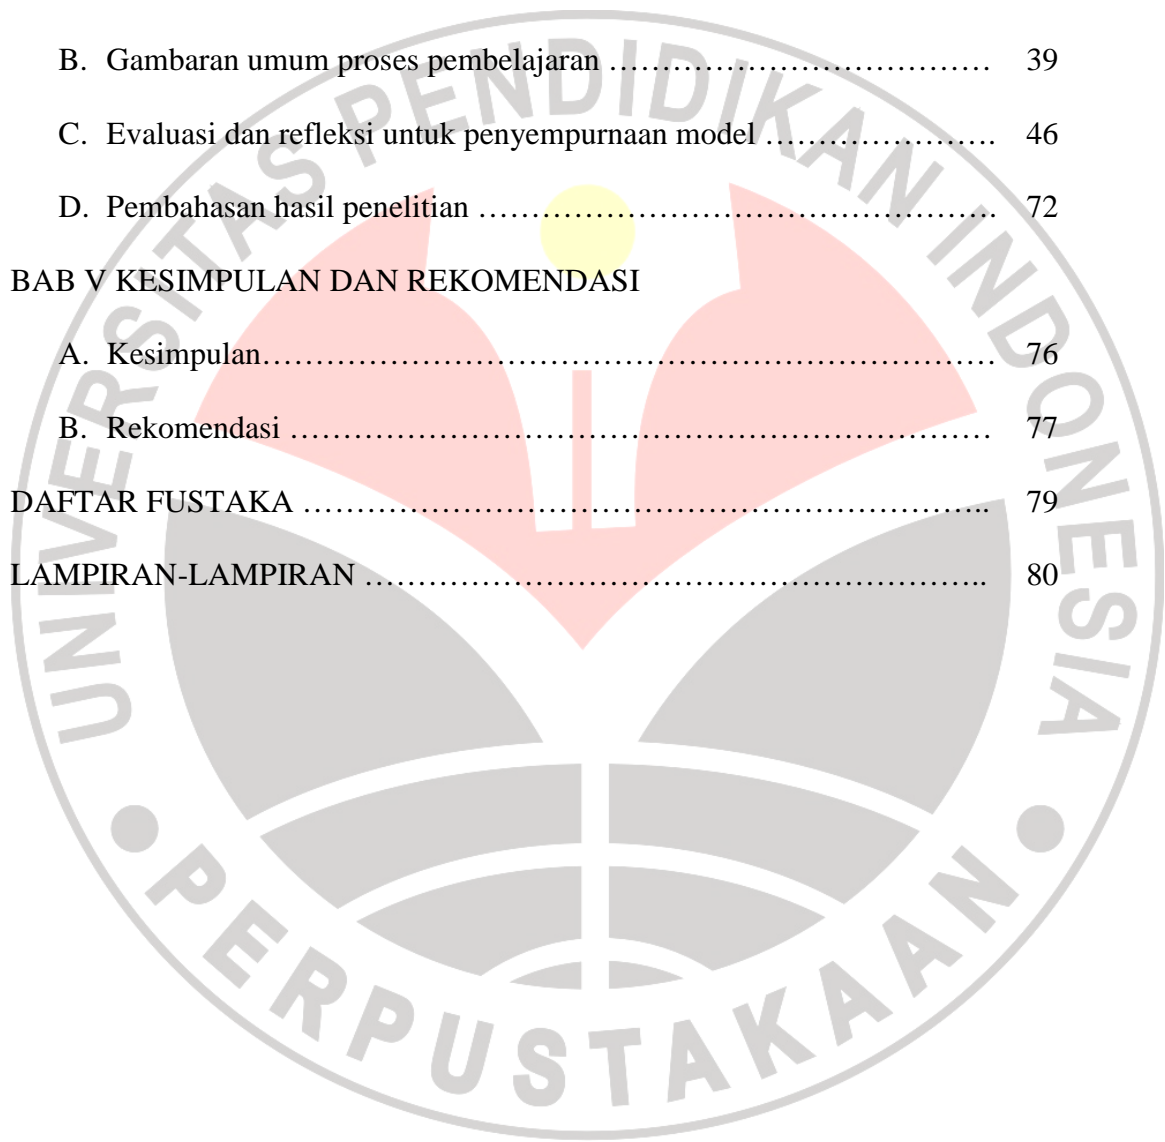 B. Gambaran umum proses pembelajaran ……………………………… 39
C. Evaluasi dan refleksi untuk penyempurnaan model …………………. 46
D. Pembahasan hasil penelitian …………………………………………. 72
BAB V KESIMPULAN DAN REKOMENDASI
A. Kesimpulan…………………………………………………………… 76
B. Rekomendasi ………………………………………………………… 77
DAFTAR FUSTAKA ……………………………………………………….. 79
LAMPIRAN-LAMPIRAN ………………………………………………….. 80
UNIVERSITAS PENDIDIKAN INDONESIA
PERPUSTAKAAN